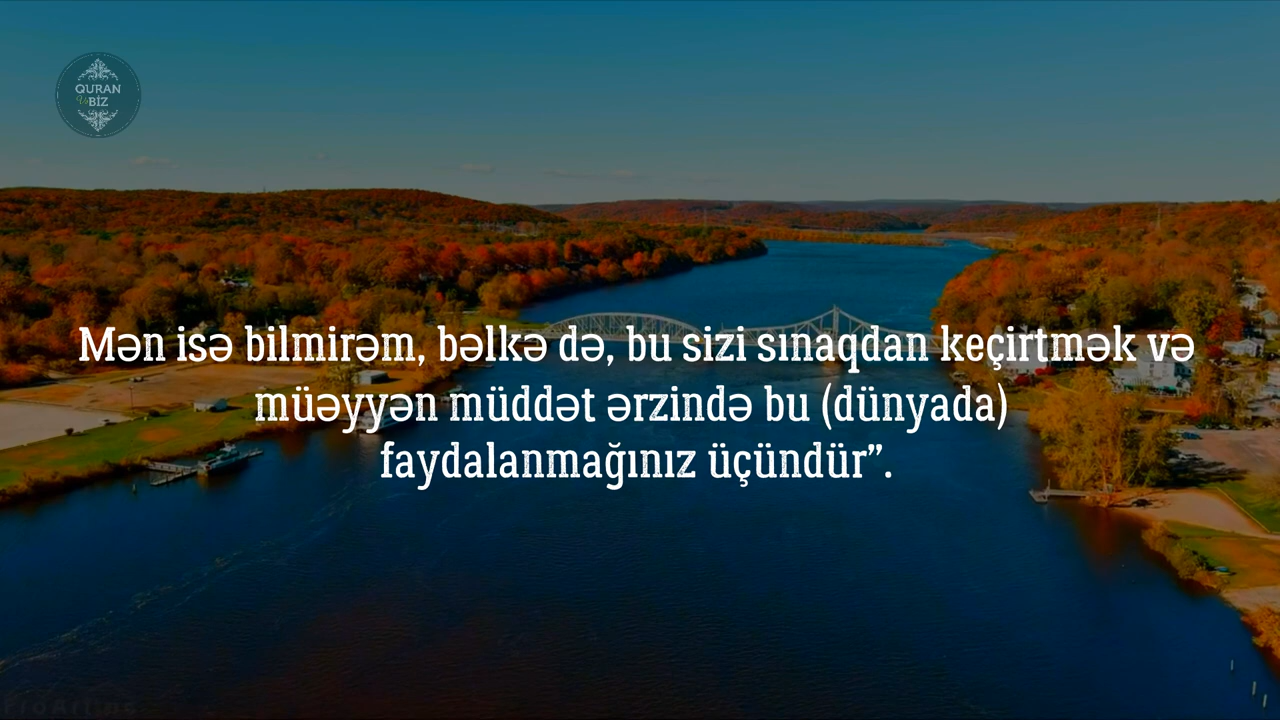 QURAN
Və BİZ
Mən isə bilmirəm, bəlkə də, bu sizi sınaqdan keçirtmək və
müəyyən müddət ərzində bu (dünyada)
faydalanmağınız üçündür”.